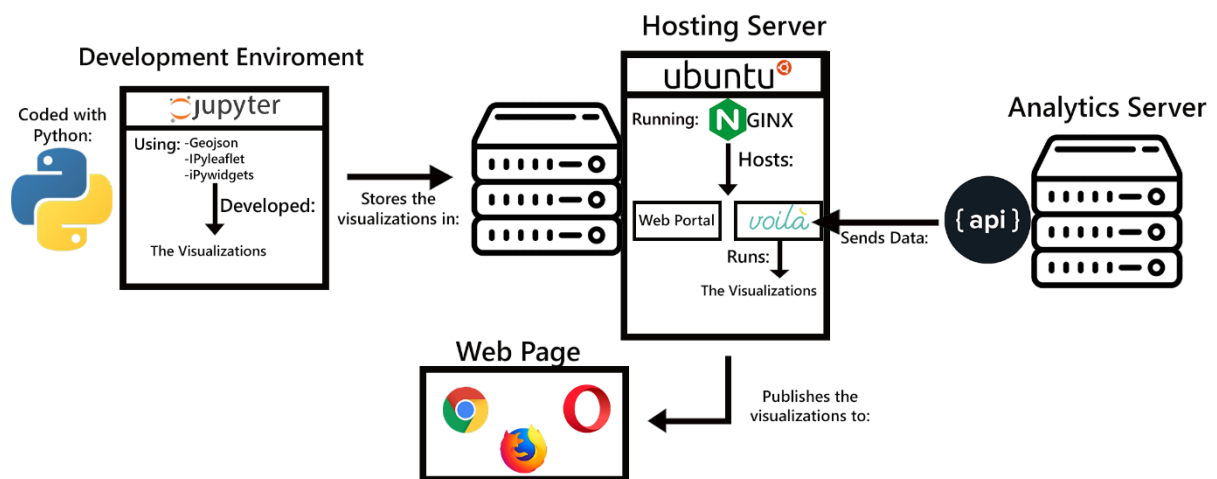 Development Enviroment
Coded with
Python:
jupyter
Using: -Geojson
-IPyleaflet
-iPywidgets
Developed:
The Visualizations
Stores the
visualizations in:
Hosting Server
ubuntu
Running: NGINX
Hosts:
Web Portal
voilà
Runs:
The Visualizations
Analytics Server
{ api }
Sends Data:
Web Page
Publishes the
visualizations to: